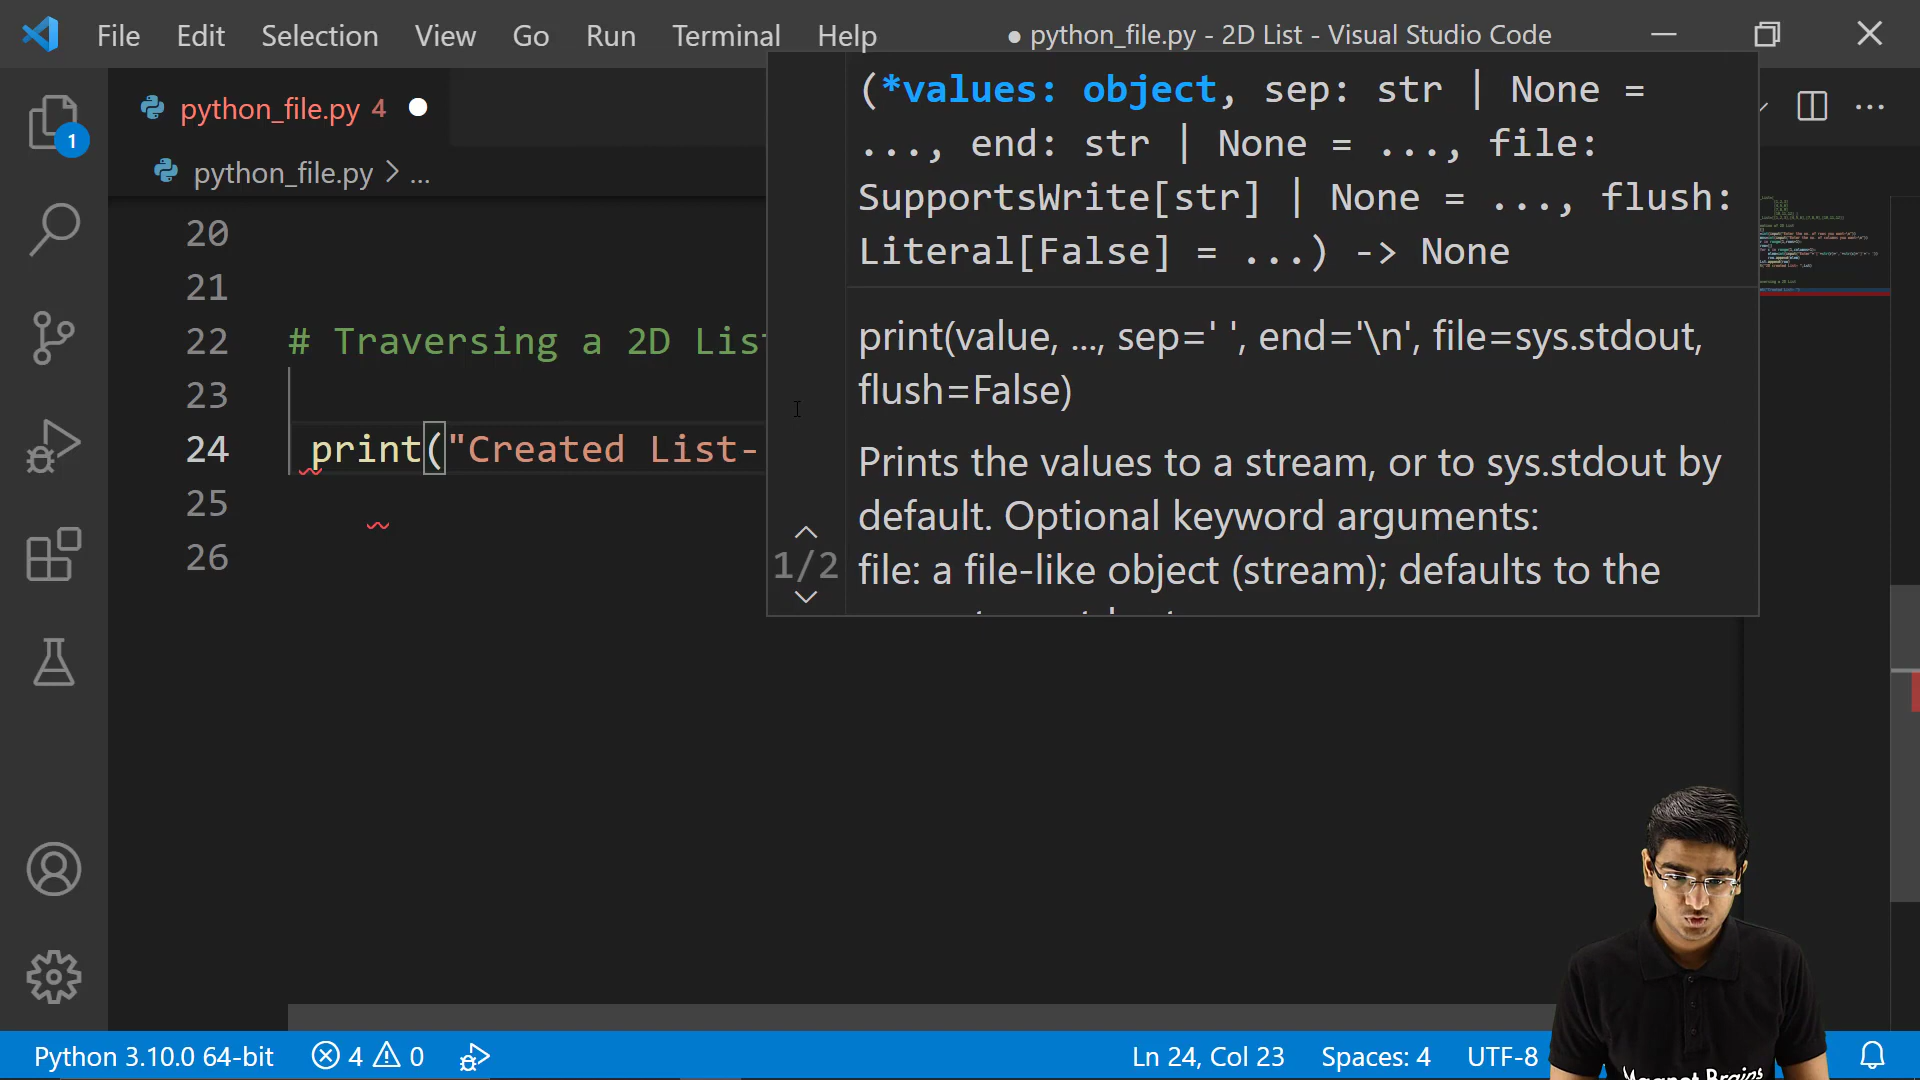 File Edit Selection View Go Run Terminal Help ● python_file.py - 2D List - Visual Studio Code
python_file.py 4
python_file.py > ...
1
20
21
22 # Traversing a 2D List
23
24 print("Created List-
25
26
(*values: object, sep: str | None =
..., end: str | None = ..., file:
SupportsWrite[str] | None = ..., flush:
Literal[False] = ...) -> None
print(value, ..., sep=' ', end='\n', file=sys.stdout,
flush=False)
Prints the values to a stream, or to sys.stdout by
default. Optional keyword arguments:
1/2
file: a file-like object (stream); defaults to the
Magnet Brains
Python 3.10.0 64-bit 4 0 Ln 24, Col 23 Spaces: 4 UTF-8